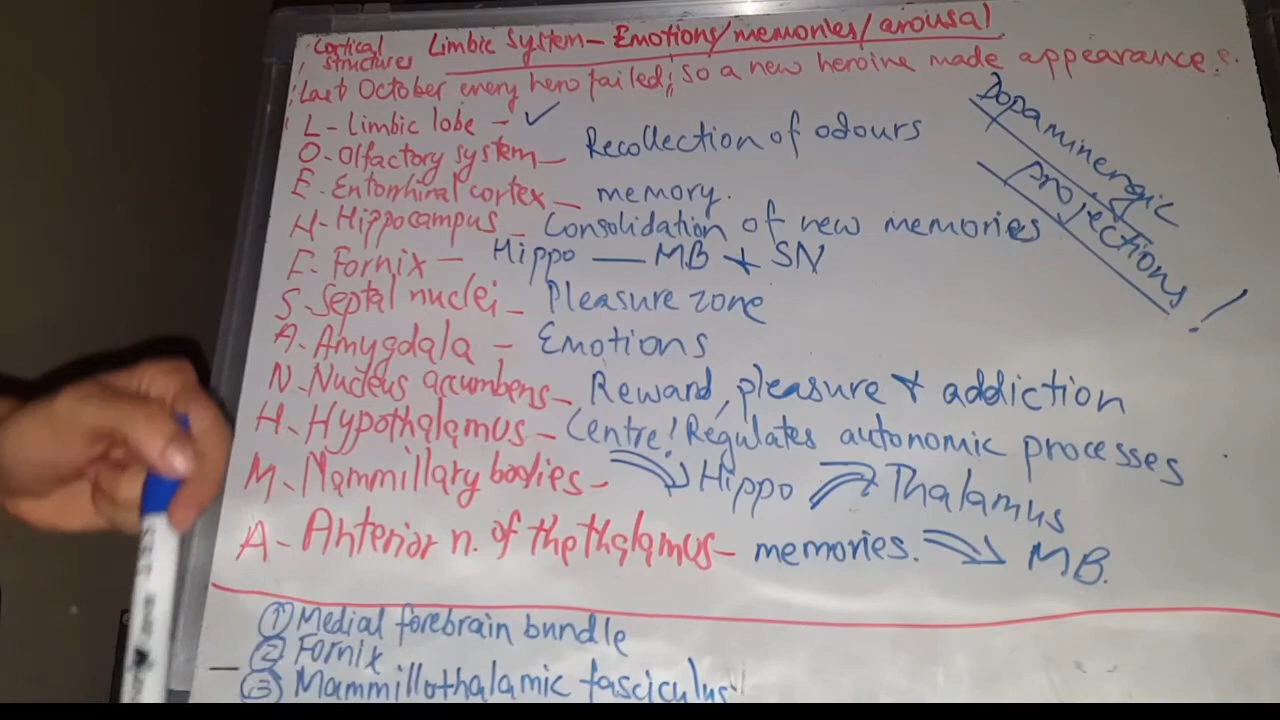 Cortical structures
Limbic System- Emotions/memories/arousal
Last October every hero failed; so a new heroine made appearance.
L - Limbic lobe - ✓
O - Olfactory system - Recollection of odours
E - Entorhinal cortex - memory.
H - Hippocampus - Consolidation of new memories
F. Fornix - Hippo — MB + SN
S. Septal nuclei - Pleasure zone
A. Amygdala - Emotions
N. Nucleus accumbens - Reward, pleasure & addiction
H. Hypothalamus - Centre! Regulates autonomic processes
M. Mammillary bodies - ⇒ Hippo ⇒ Thalamus
A - Anterior n. of the thalamus - memories. ⇒ MB.
Dopaminergic
projections!
① Medial forebrain bundle
② Fornix
③ Mammillothalamic fasciculus